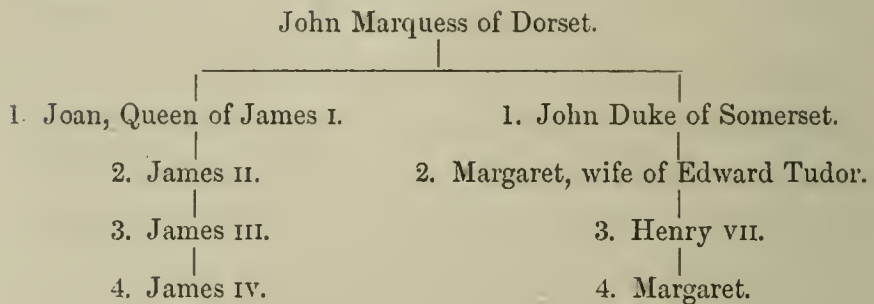 John Marquess of Dorset.
1. Joan, Queen of James I. 1. John Duke of Somerset.
2. James II. 2. Margaret, wife of Edward Tudor.
3. James III. 3. Henry VII.
4. James IV. 4. Margaret.